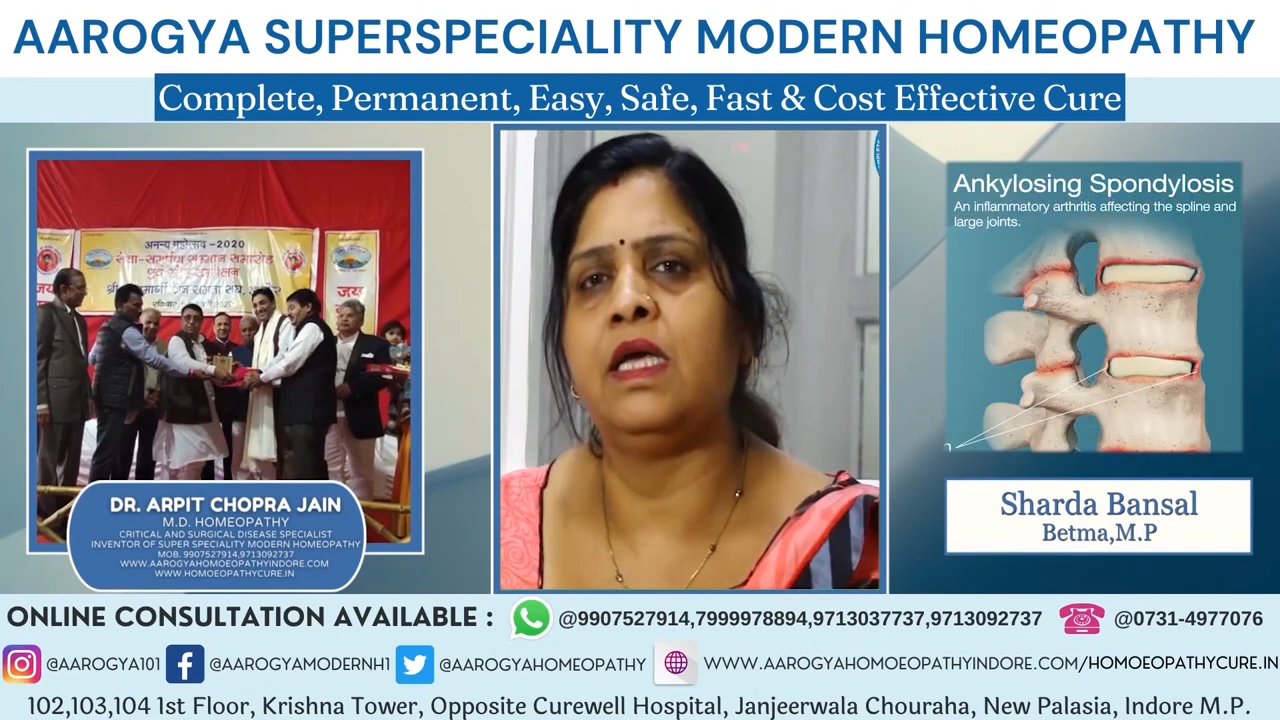 AAROGYA SUPERSPECIALITY MODERN HOMEOPATHY
Complete, Permanent, Easy, Safe, Fast & Cost Effective Cure
अनन्य महोत्सव -2020
जय
DR. ARPIT CHOPRA JAIN
M.D. HOMEOPATHY
CRITICAL AND SURGICAL DISEASE SPECIALIST
INVENTOR OF SUPER SPECIALITY MODERN HOMEOPATHY
MOB. 9907527914,9713092737
WWW.AAROGYAHOMOEOPATHYINDORE.COM
WWW.HOMOEOPATHYCURE.IN
Ankylosing Spondylosis
An inflammatory arthritis affecting the spline and
large joints.
Sharda Bansal
Betma,M.P
ONLINE CONSULTATION AVAILABLE : @9907527914,7999978894,9713037737,9713092737 @0731-4977076
@AAROGYA101 @AAROGYAMODERNH1 @AAROGYAHOMEOPATHY WWW.AAROGYAHOMOEOPATHYINDORE.COM/HOMOEOPATHYCURE.IN
102,103,104 1st Floor, Krishna Tower, Opposite Curewell Hospital, Janjeerwala Chouraha, New Palasia, Indore M.P.